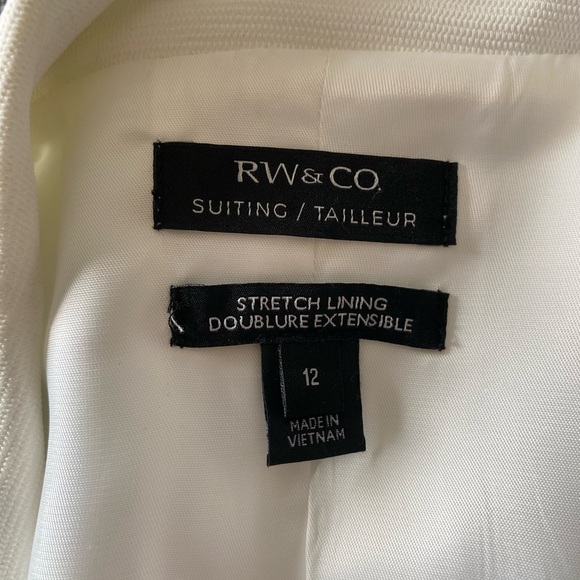 RW & CO.
SUITING / TAILLEUR
STRETCH LINING
DOUBLURE EXTENSIBLE
12
MADE IN
VIETNAM